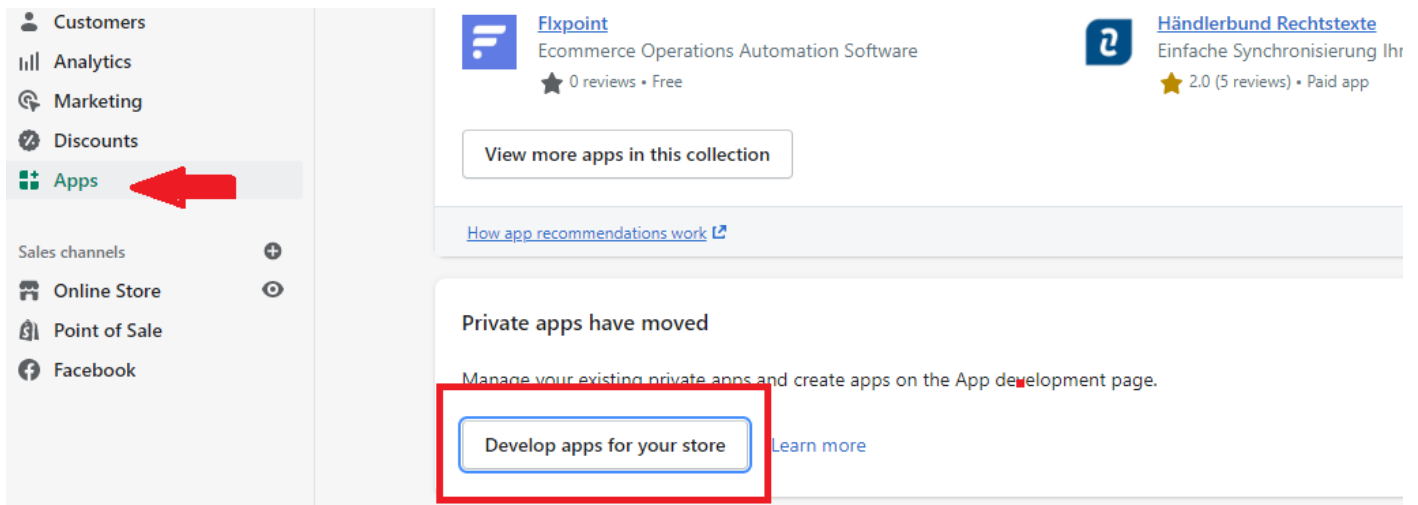 Customers
Analytics
Marketing
Discounts
Apps
Sales channels
Online Store
Point of Sale
Facebook
Flxpoint
Ecommerce Operations Automation Software
0 reviews • Free
Händlerbund Rechtstexte
Einfache Synchronisierung
2.0 (5 reviews) • Paid app
View more apps in this collection
How app recommendations work
Private apps have moved
Manage your existing private apps and create apps on the App development page.
Develop apps for your store
Learn more